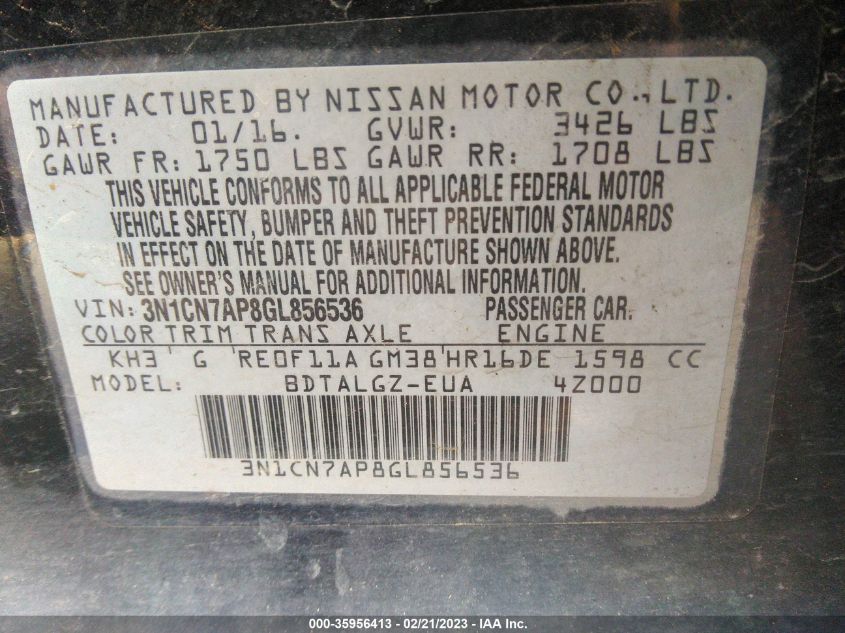 MANUFACTURED BY NISSAN MOTOR CO., LTD.
DATE: 01/16. GVWR: 3426 LBS
GAWR FR: 1750 LBS GAWR RR: 1708 LBS
THIS VEHICLE CONFORMS TO ALL APPLICABLE FEDERAL MOTOR
VEHICLE SAFETY, BUMPER AND THEFT PREVENTION STANDARDS
IN EFFECT ON THE DATE OF MANUFACTURE SHOWN ABOVE.
SEE OWNER'S MANUAL FOR ADDITIONAL INFORMATION.
VIN: 3N1CN7AP8GL856536 PASSENGER CAR.
COLOR TRIM TRANS AXLE ENGINE
KH3 G RE0F11A GM38 HR16DE 1598 CC
MODEL: BDTALGZ-EUA 4Z000
3N1CN7AP8GL856536
000-35956413 - 02/21/2023 - IAA Inc.